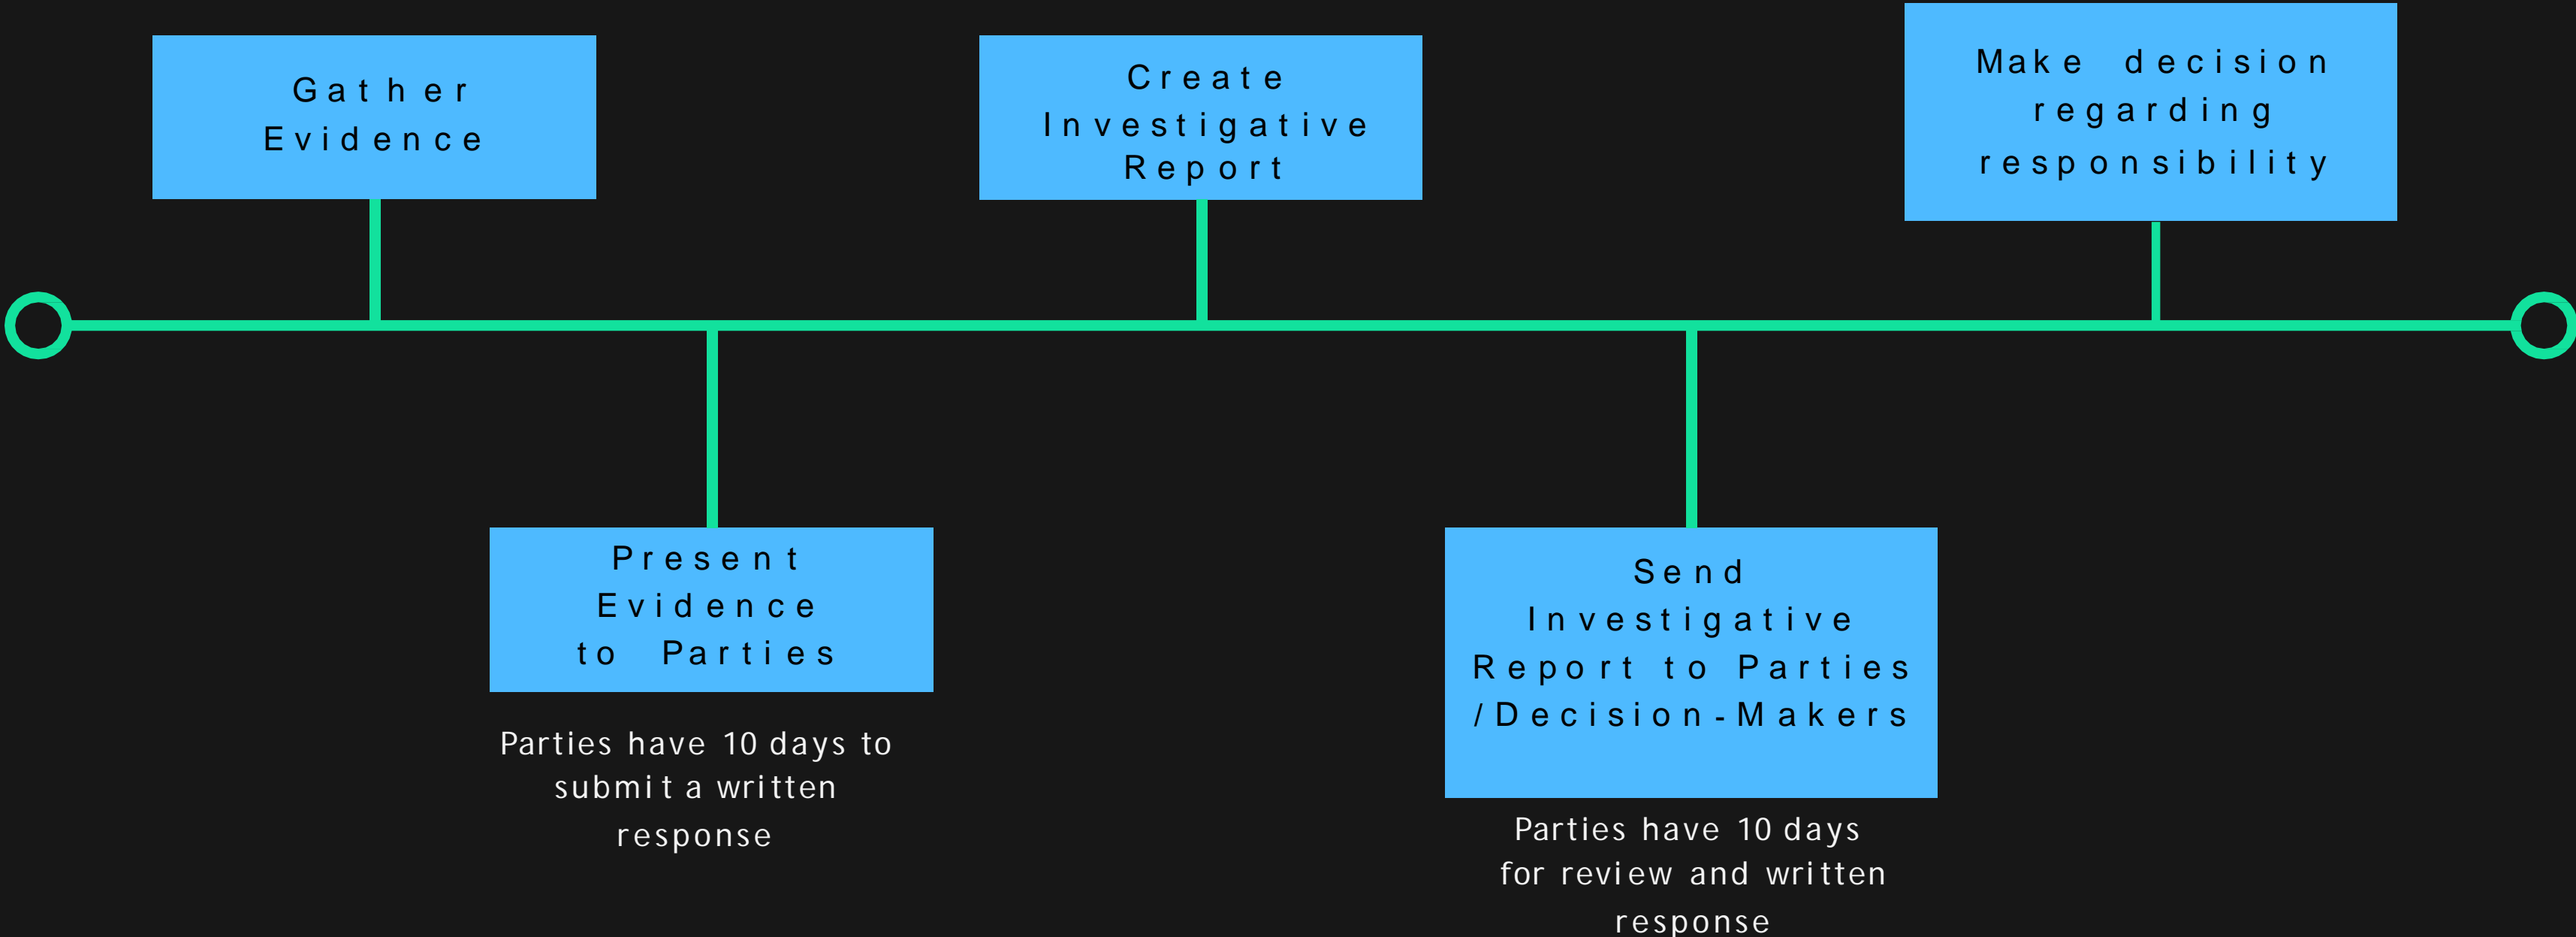 Gather
Evidence
Present
Evidence
to Parties
Parties have 10 days to
submit a written
response
Create
Investigative
Report
Send
Investigative
Report to Parties
/Decision-Makers
Parties have 10 days
for review and written
response
Make decision
regarding
responsibility